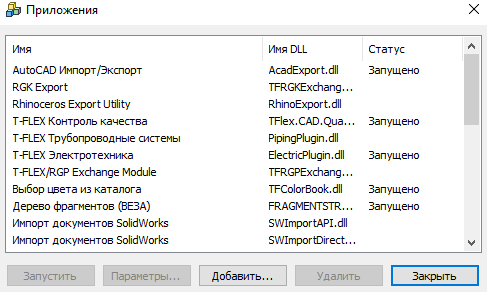 Приложения
Имя Имя DLL Статус
AutoCAD Импорт/Экспорт AcadExport.dll Запущено
RGK Export TFRGKExchang...
Rhinoceros Export Utility RhinoExport.dll
T-FLEX Контроль качества TFlex.CAD.Qua... Запущено
T-FLEX Трубопроводные системы PipingPlugin.dll
T-FLEX Электротехника ElectricPlugin.dll Запущено
T-FLEX/RGP Exchange Module TFRGPExchang...
Выбор цвета из каталога TFColorBook.dll Запущено
Дерево фрагментов (ВЕЗА) FRAGMENTSTR... Запущено
Импорт документов SolidWorks SWImportAPI.dll
Импорт документов SolidWorks SWImportDirect...
Запустить Параметры... Добавить... Удалить Закрыть